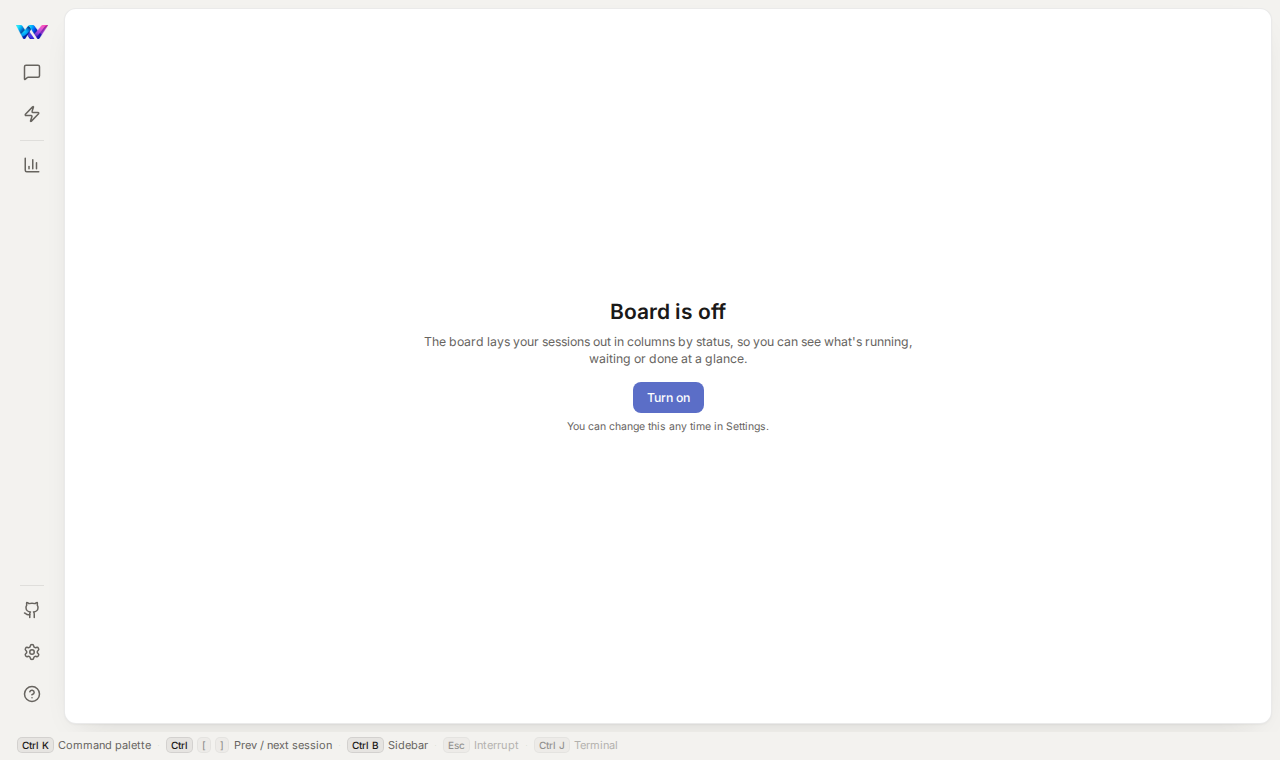 Board is off
The board lays your sessions out in columns by status, so you can see what's running,
waiting or done at a glance.
Turn on
You can change this any time in Settings.
Ctrl K Command palette Ctrl [ ] Prev / next session Ctrl B Sidebar Esc Interrupt Ctrl J Terminal